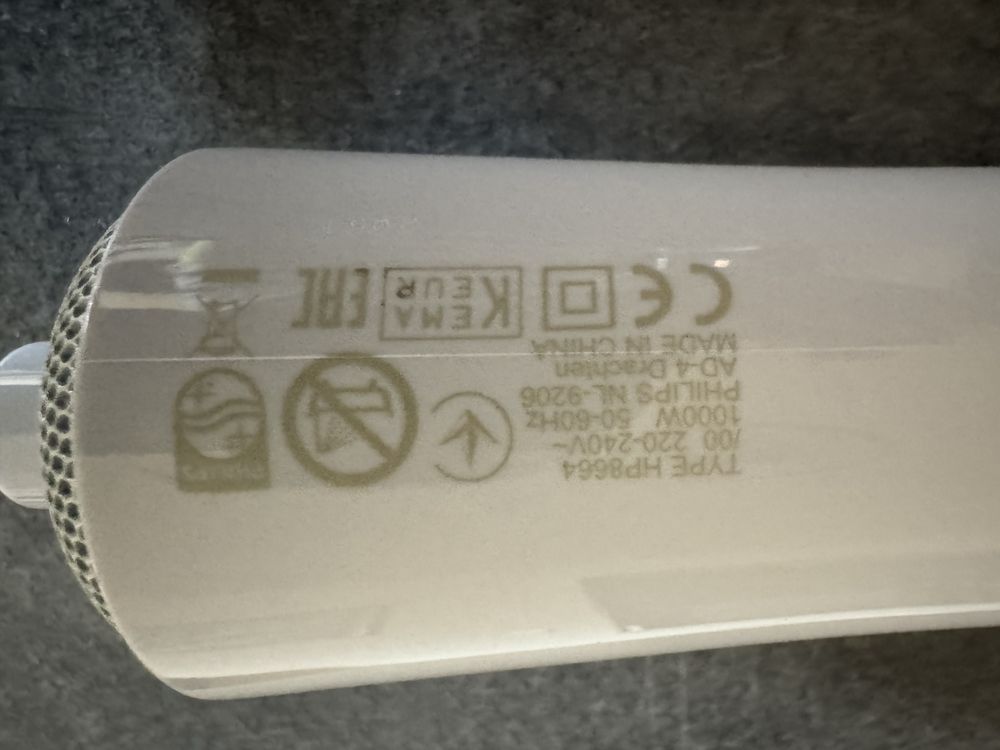 TYPE HP8664
/00 220-240V~
1000W 50-60Hz
PHILIPS NL-9206
AD-4 Drachten
MADE IN CHINA
CE
KEMA
KEUR
EAC